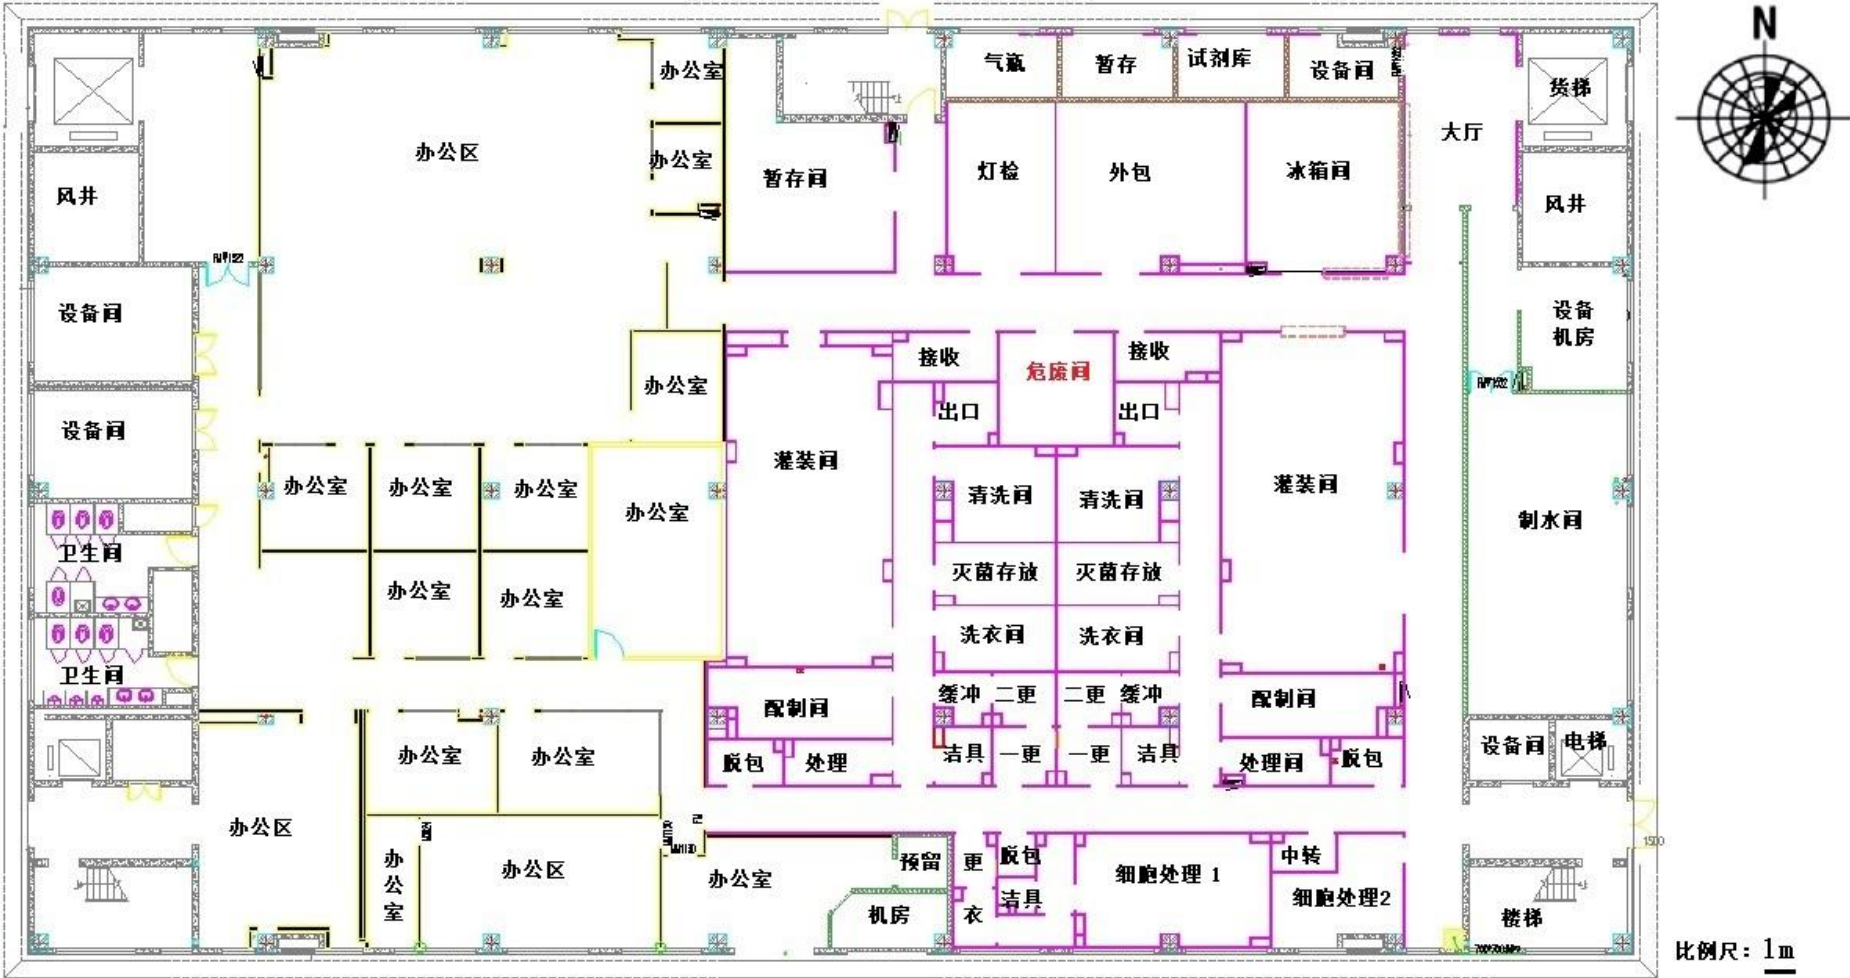 N
气瓶
暂存
试剂库
设备间
办公室
货梯
大厅
办公区
办公室
暂存间
灯检
外包
冰箱间
风井
风井
设备间
设备
机房
接收
危废间
接收
办公室
出口
出口
设备间
灌装间
灌装间
办公室
办公室
办公室
办公室
清洗间
清洗间
制水间
卫生间
灭菌存放
灭菌存放
办公室
办公室
洗衣间
洗衣间
卫生间
缓冲
二更
二更
缓冲
配制间
配制间
办公室
办公室
脱包
处理
洁具
一更
一更
洁具
处理间
脱包
设备间
电梯
办公区
1500
办公室
办公区
办公室
预留
机房
更衣
脱包
洁具
细胞处理 1
中转
细胞处理2
楼梯
比例尺：1m